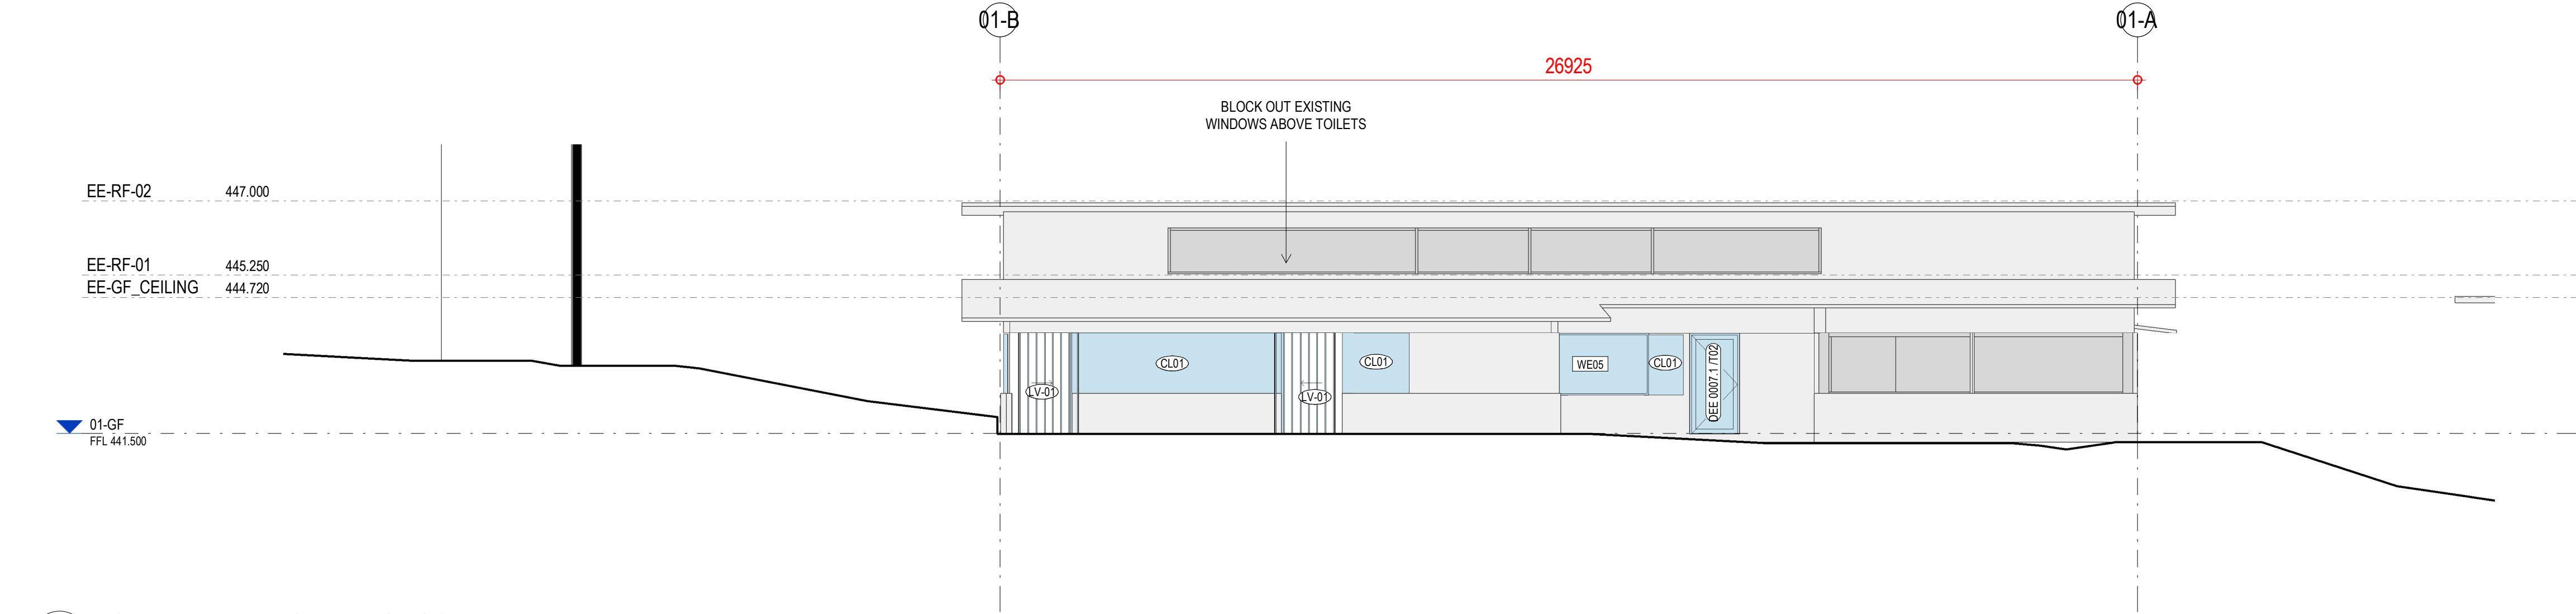 01-B
01-A
26925
BLOCK OUT EXISTING
WINDOWS ABOVE TOILETS
EE-RF-02 447.000
EE-RF-01 445.250
EE-GF_CEILING 444.720
CL01
CL01
WE05
CL01
DEE 0007.1 /T02
LV-01
LV-01
01-GF
FFL 441.500